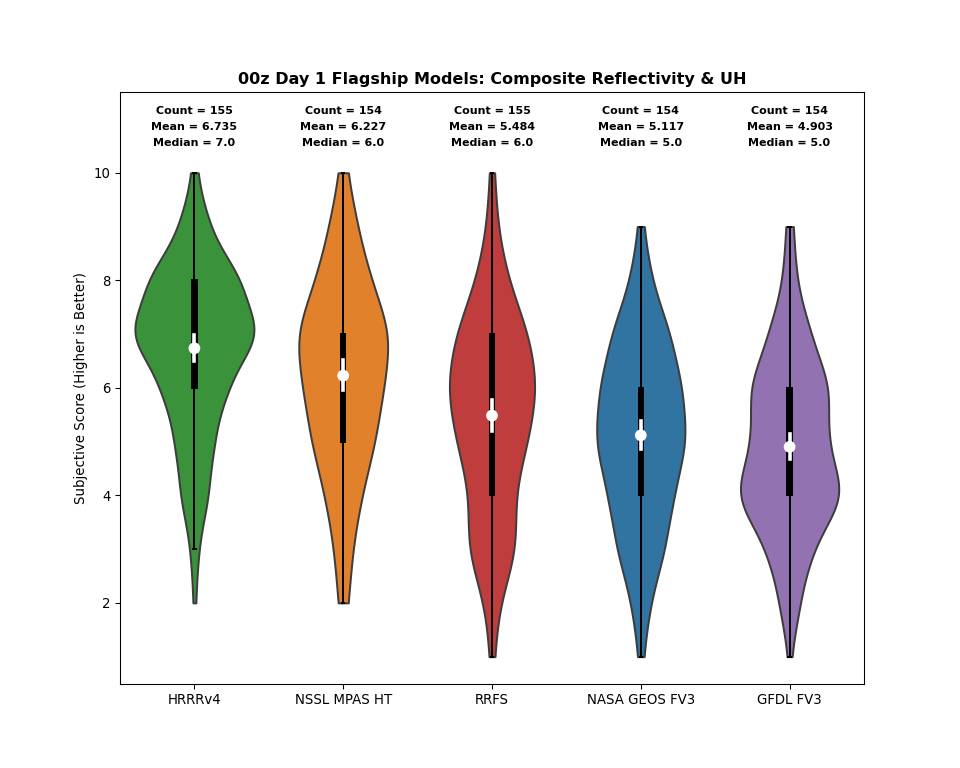 00z Day 1 Flagship Models: Composite Reflectivity & UH
Count = 155
Mean = 6.735
Median = 7.0
Count = 154
Mean = 6.227
Median = 6.0
Count = 155
Mean = 5.484
Median = 6.0
Count = 154
Mean = 5.117
Median = 5.0
Count = 154
Mean = 4.903
Median = 5.0
Subjective Score (Higher is Better)
10
8
6
4
2
HRRRv4
NSSL MPAS HT
RRFS
NASA GEOS FV3
GFDL FV3